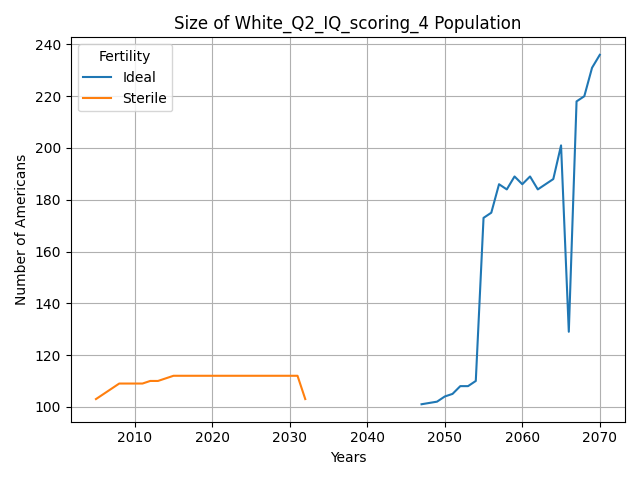 Size of White_Q2_IQ_scoring_4 Population
Number of Americans
240
220
200
180
160
140
120
100
Fertility
Ideal
Sterile
2010 2020 2030 2040 2050 2060 2070
Years